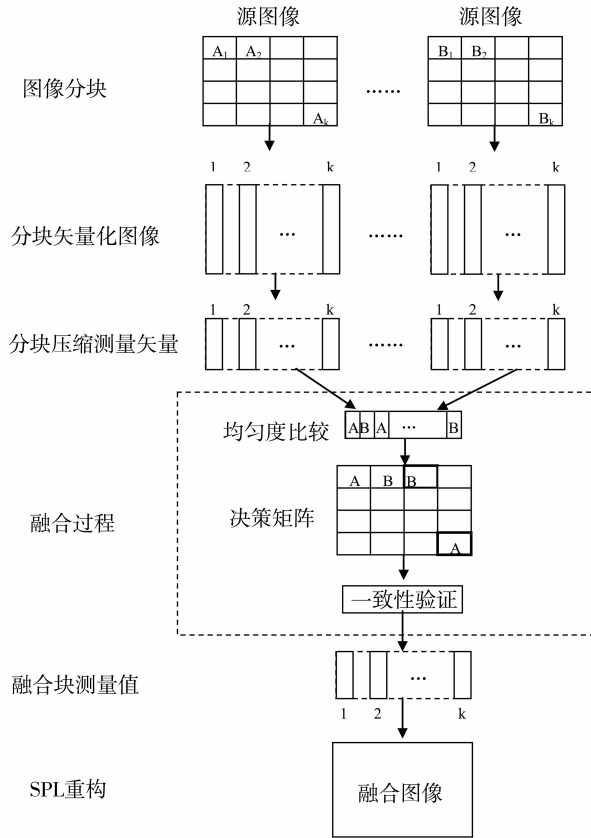 源图像 源图像
图像分块 A₁ A₂ Aₖ …… B₁ B₂ Bₖ
1 2 k 1 2 k
分块矢量化图像 … …… …
1 2 k 1 2 k
分块压缩测量矢量 … …… …
均匀度比较 A B A … B
融合过程
决策矩阵 A B B A
一致性验证
融合块测量值 …
1 2 k
SPL重构 融合图像